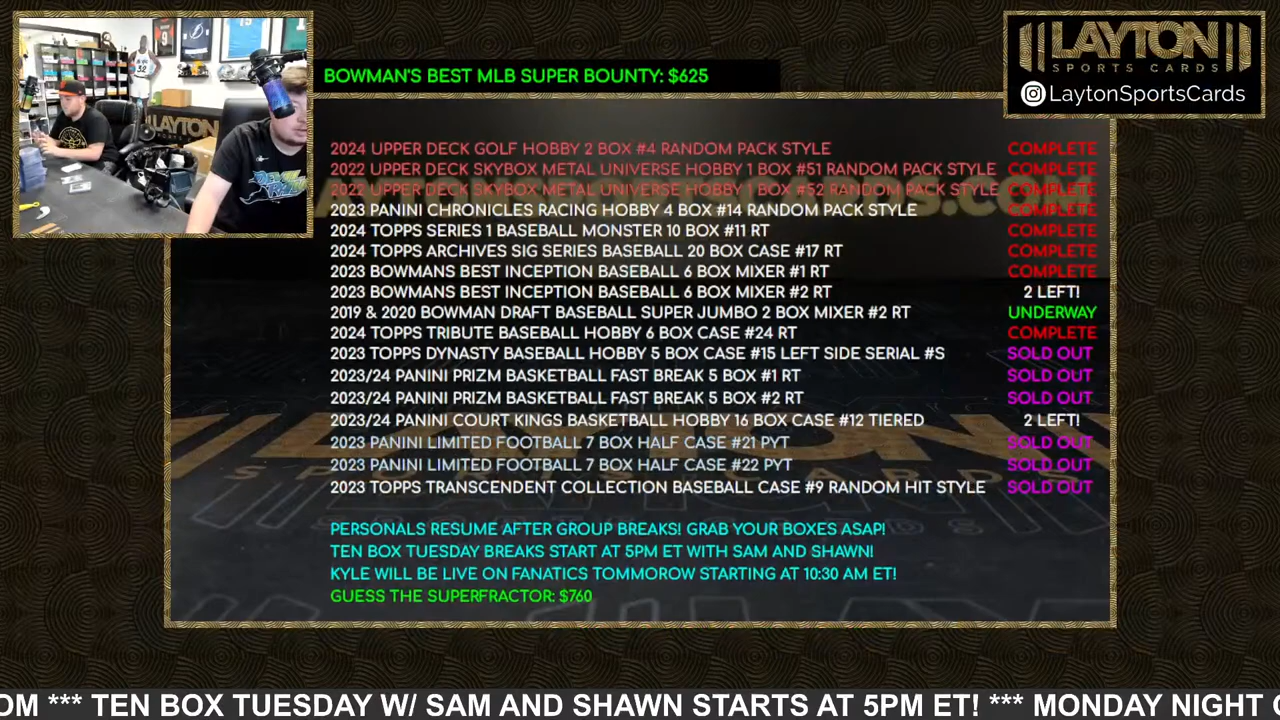 BOWMAN'S BEST MLB SUPER BOUNTY: $625
LAYTON
SPORTS CARDS
LaytonSportsCards
2024 UPPER DECK GOLF HOBBY 2 BOX #4 RANDOM PACK STYLE COMPLETE
2022 UPPER DECK SKYBOX METAL UNIVERSE HOBBY 1 BOX #51 RANDOM PACK STYLE COMPLETE
2022 UPPER DECK SKYBOX METAL UNIVERSE HOBBY 1 BOX #52 RANDOM PACK STYLE COMPLETE
2023 PANINI CHRONICLES RACING HOBBY 4 BOX #14 RANDOM PACK STYLE COMPLETE
2024 TOPPS SERIES 1 BASEBALL MONSTER 10 BOX #11 RT COMPLETE
2024 TOPPS ARCHIVES SIG SERIES BASEBALL 20 BOX CASE #17 RT COMPLETE
2023 BOWMANS BEST INCEPTION BASEBALL 6 BOX MIXER #1 RT COMPLETE
2023 BOWMANS BEST INCEPTION BASEBALL 6 BOX MIXER #2 RT 2 LEFT!
2019 & 2020 BOWMAN DRAFT BASEBALL SUPER JUMBO 2 BOX MIXER #2 RT UNDERWAY
2024 TOPPS TRIBUTE BASEBALL HOBBY 6 BOX CASE #24 RT COMPLETE
2023 TOPPS DYNASTY BASEBALL HOBBY 5 BOX CASE #15 LEFT SIDE SERIAL #S SOLD OUT
2023/24 PANINI PRIZM BASKETBALL FAST BREAK 5 BOX #1 RT SOLD OUT
2023/24 PANINI PRIZM BASKETBALL FAST BREAK 5 BOX #2 RT SOLD OUT
2023/24 PANINI COURT KINGS BASKETBALL HOBBY 16 BOX CASE #12 TIERED 2 LEFT!
2023 PANINI LIMITED FOOTBALL 7 BOX HALF CASE #21 PYT SOLD OUT
2023 PANINI LIMITED FOOTBALL 7 BOX HALF CASE #22 PYT SOLD OUT
2023 TOPPS TRANSCENDENT COLLECTION BASEBALL CASE #9 RANDOM HIT STYLE SOLD OUT
PERSONALS RESUME AFTER GROUP BREAKS! GRAB YOUR BOXES ASAP!
TEN BOX TUESDAY BREAKS START AT 5PM ET WITH SAM AND SHAWN!
KYLE WILL BE LIVE ON FANATICS TOMMOROW STARTING AT 10:30 AM ET!
GUESS THE SUPERFRACTOR: $760
OM *** TEN BOX TUESDAY W/ SAM AND SHAWN STARTS AT 5PM ET! *** MONDAY NIGHT